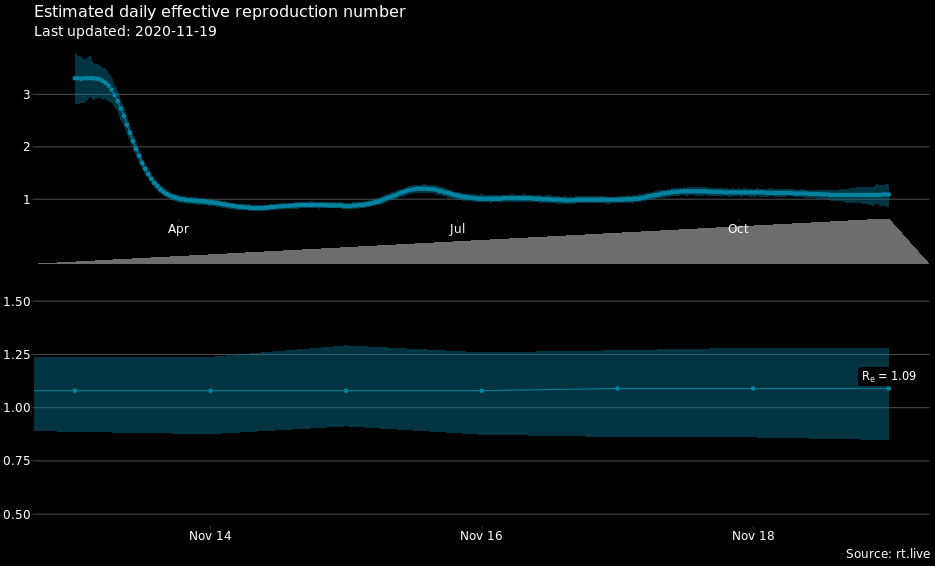 Estimated daily effective reproduction number
Last updated: 2020-11-19
3
2
1
Apr Jul Oct
1.50
1.25
Rₑ = 1.09
1.00
0.75
0.50
Nov 14 Nov 16 Nov 18
Source: rt.live